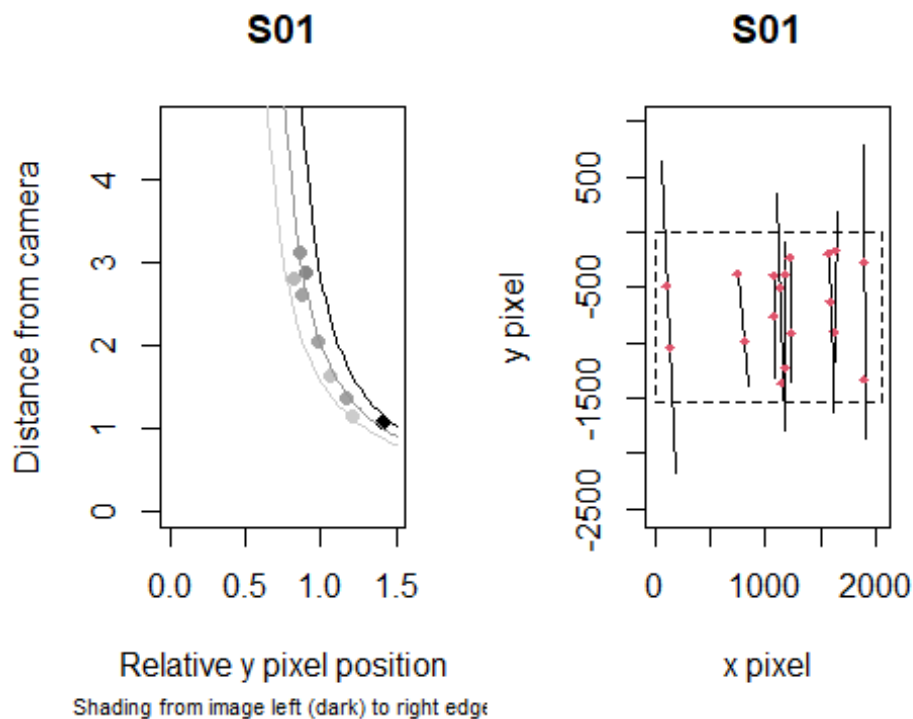 S01
Distance from camera
4
3
2
1
0
0.0 0.5 1.0 1.5
Relative y pixel position
Shading from image left (dark) to right edge
S01
y pixel
500
-500
-1500
-2500
0 1000 2000
x pixel